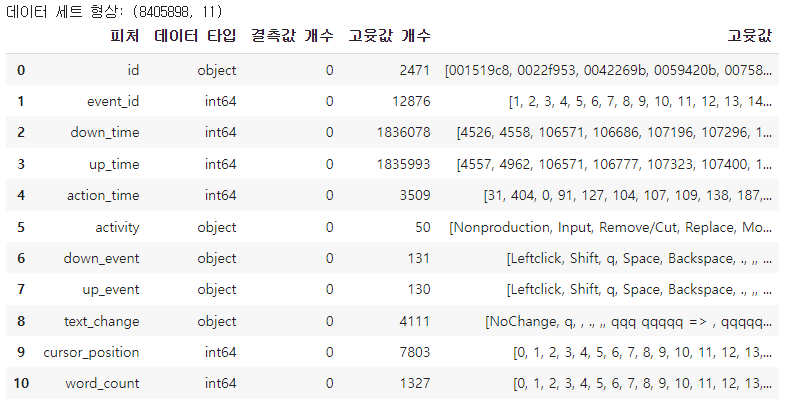 데이터 세트 형상: (8405898, 11)
피처 데이터 타입 결측값 개수 고윳값 개수 고윳값
0 id object 0 2471 [001519c8, 0022f953, 0042269b, 0059420b, 00758...
1 event_id int64 0 12876 [1, 2, 3, 4, 5, 6, 7, 8, 9, 10, 11, 12, 13, 14...
2 down_time int64 0 1836078 [4526, 4558, 106571, 106686, 107196, 107296, 1...
3 up_time int64 0 1835993 [4557, 4962, 106571, 106777, 107323, 107400, 1...
4 action_time int64 0 3509 [31, 404, 0, 91, 127, 104, 107, 109, 138, 187,...
5 activity object 0 50 [Nonproduction, Input, Remove/Cut, Replace, Mo...
6 down_event object 0 131 [Leftclick, Shift, q, Space, Backspace, ., ,, ...
7 up_event object 0 130 [Leftclick, Shift, q, Space, Backspace, ., ,, ...
8 text_change object 0 4111 [NoChange, q, , ., ,, qqq qqqqq => , qqqqq...
9 cursor_position int64 0 7803 [0, 1, 2, 3, 4, 5, 6, 7, 8, 9, 10, 11, 12, 13,...
10 word_count int64 0 1327 [0, 1, 2, 3, 4, 5, 6, 7, 8, 9, 10, 11, 12, 13,...